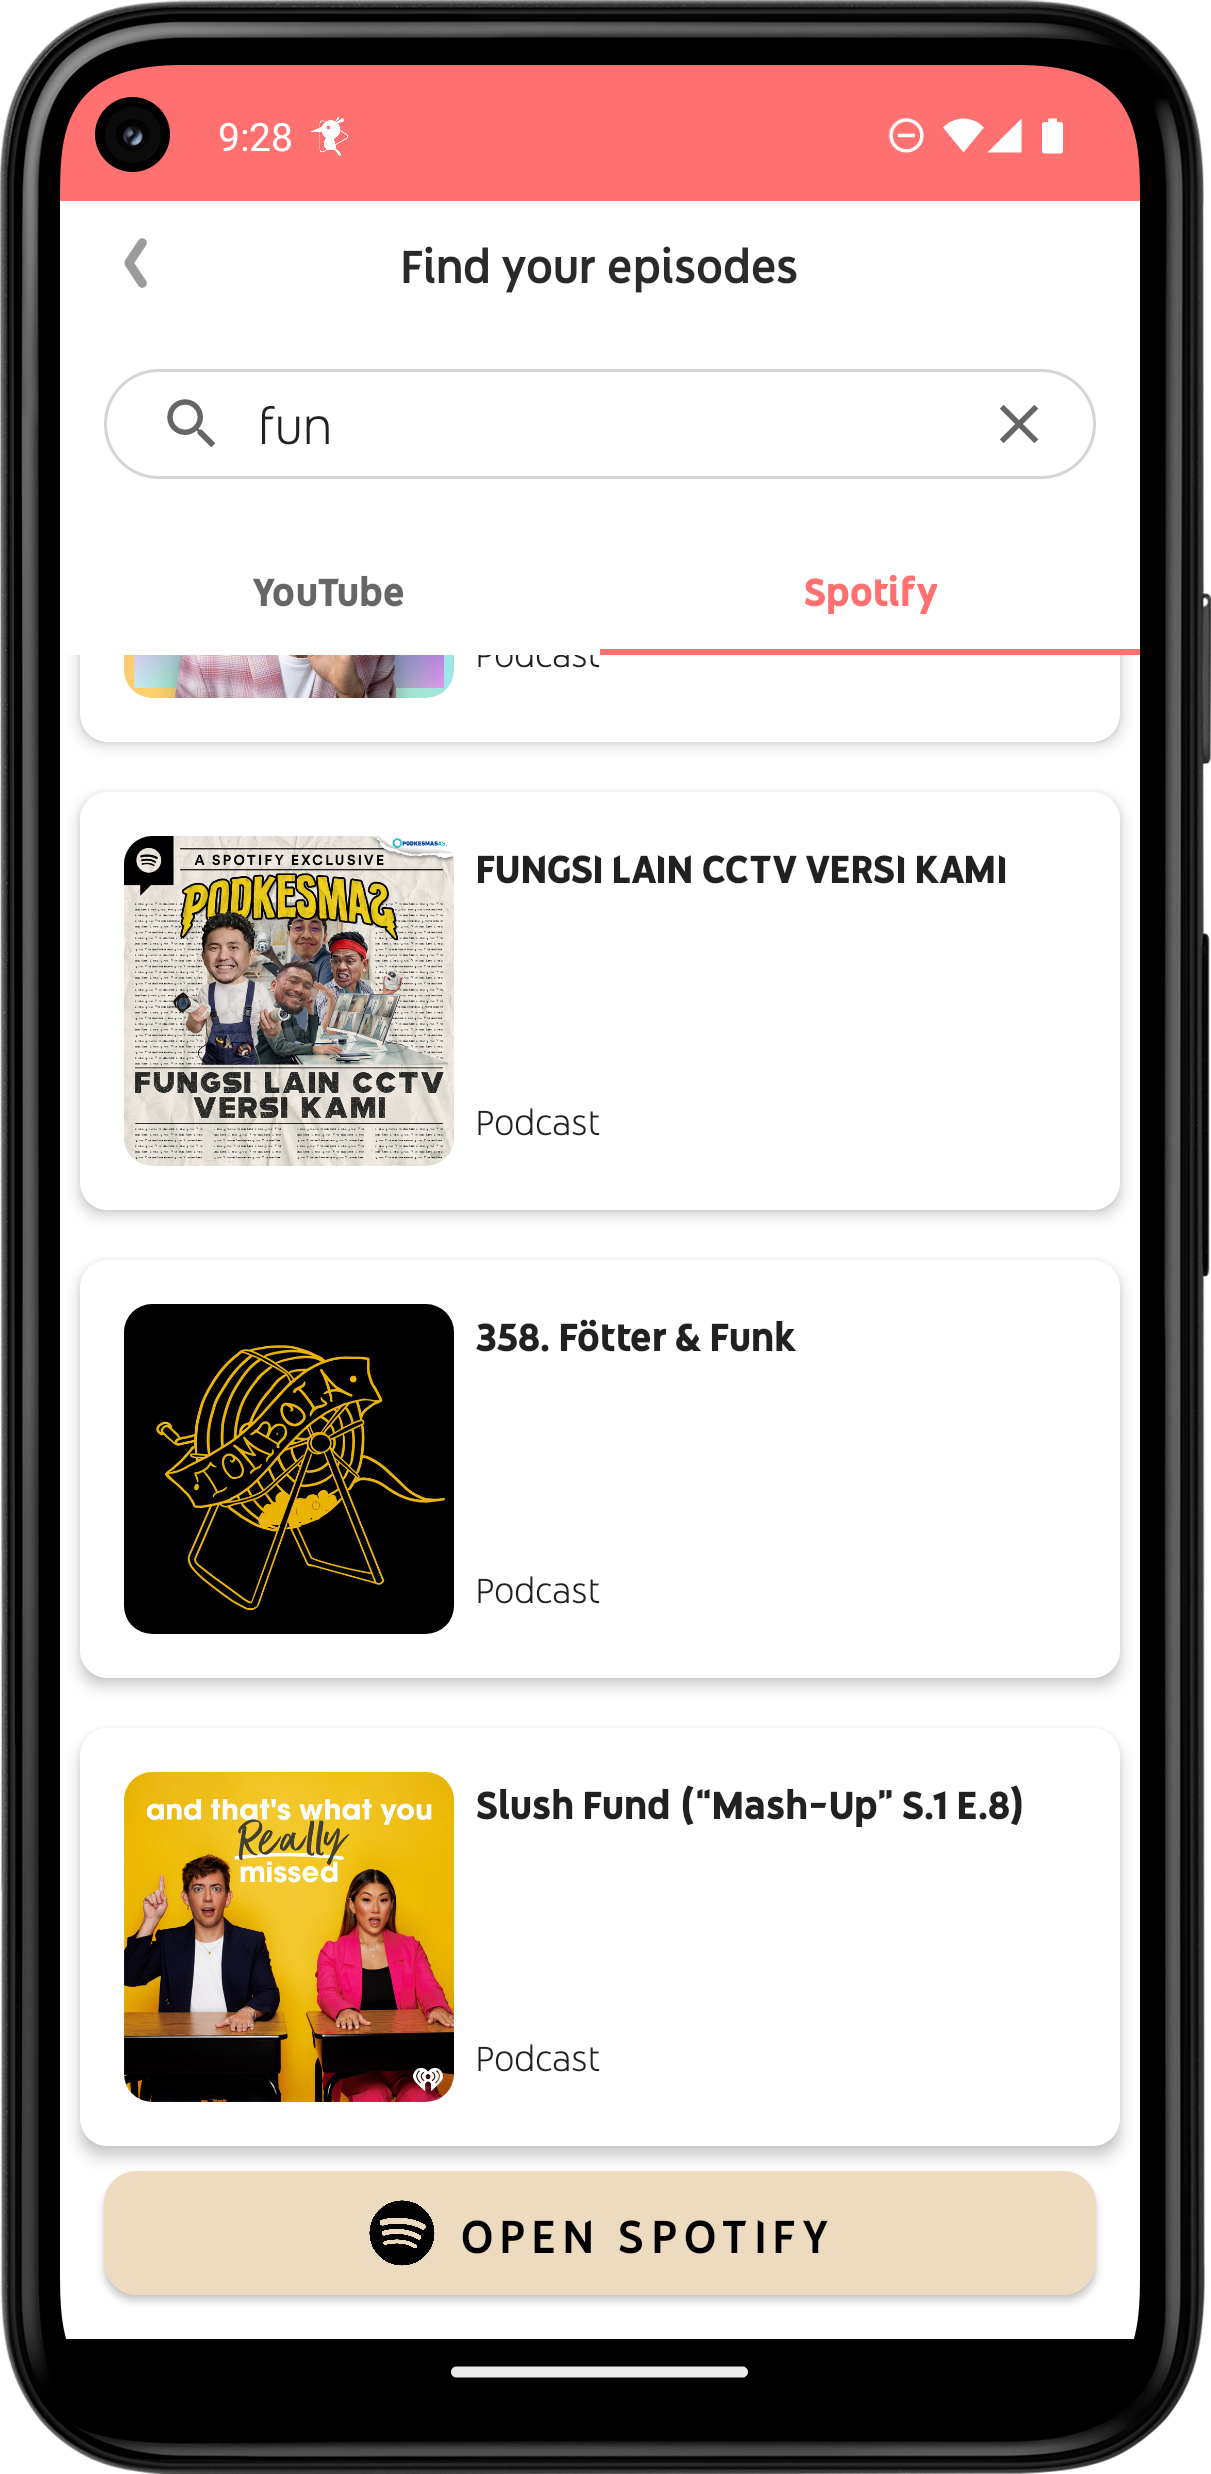 9:28
Find your episodes
fun
YouTube
Spotify
Podcast
A SPOTIFY EXCLUSIVE
PODKESMAS
FUNGSI LAIN CCTV
VERSI KAMI
FUNGSI LAIN CCTV VERSI KAMI
Podcast
TOMBOLA
358. Fötter & Funk
Podcast
and that's what you
Really
missed
Slush Fund (“Mash-Up” S.1 E.8)
Podcast
OPEN SPOTIFY